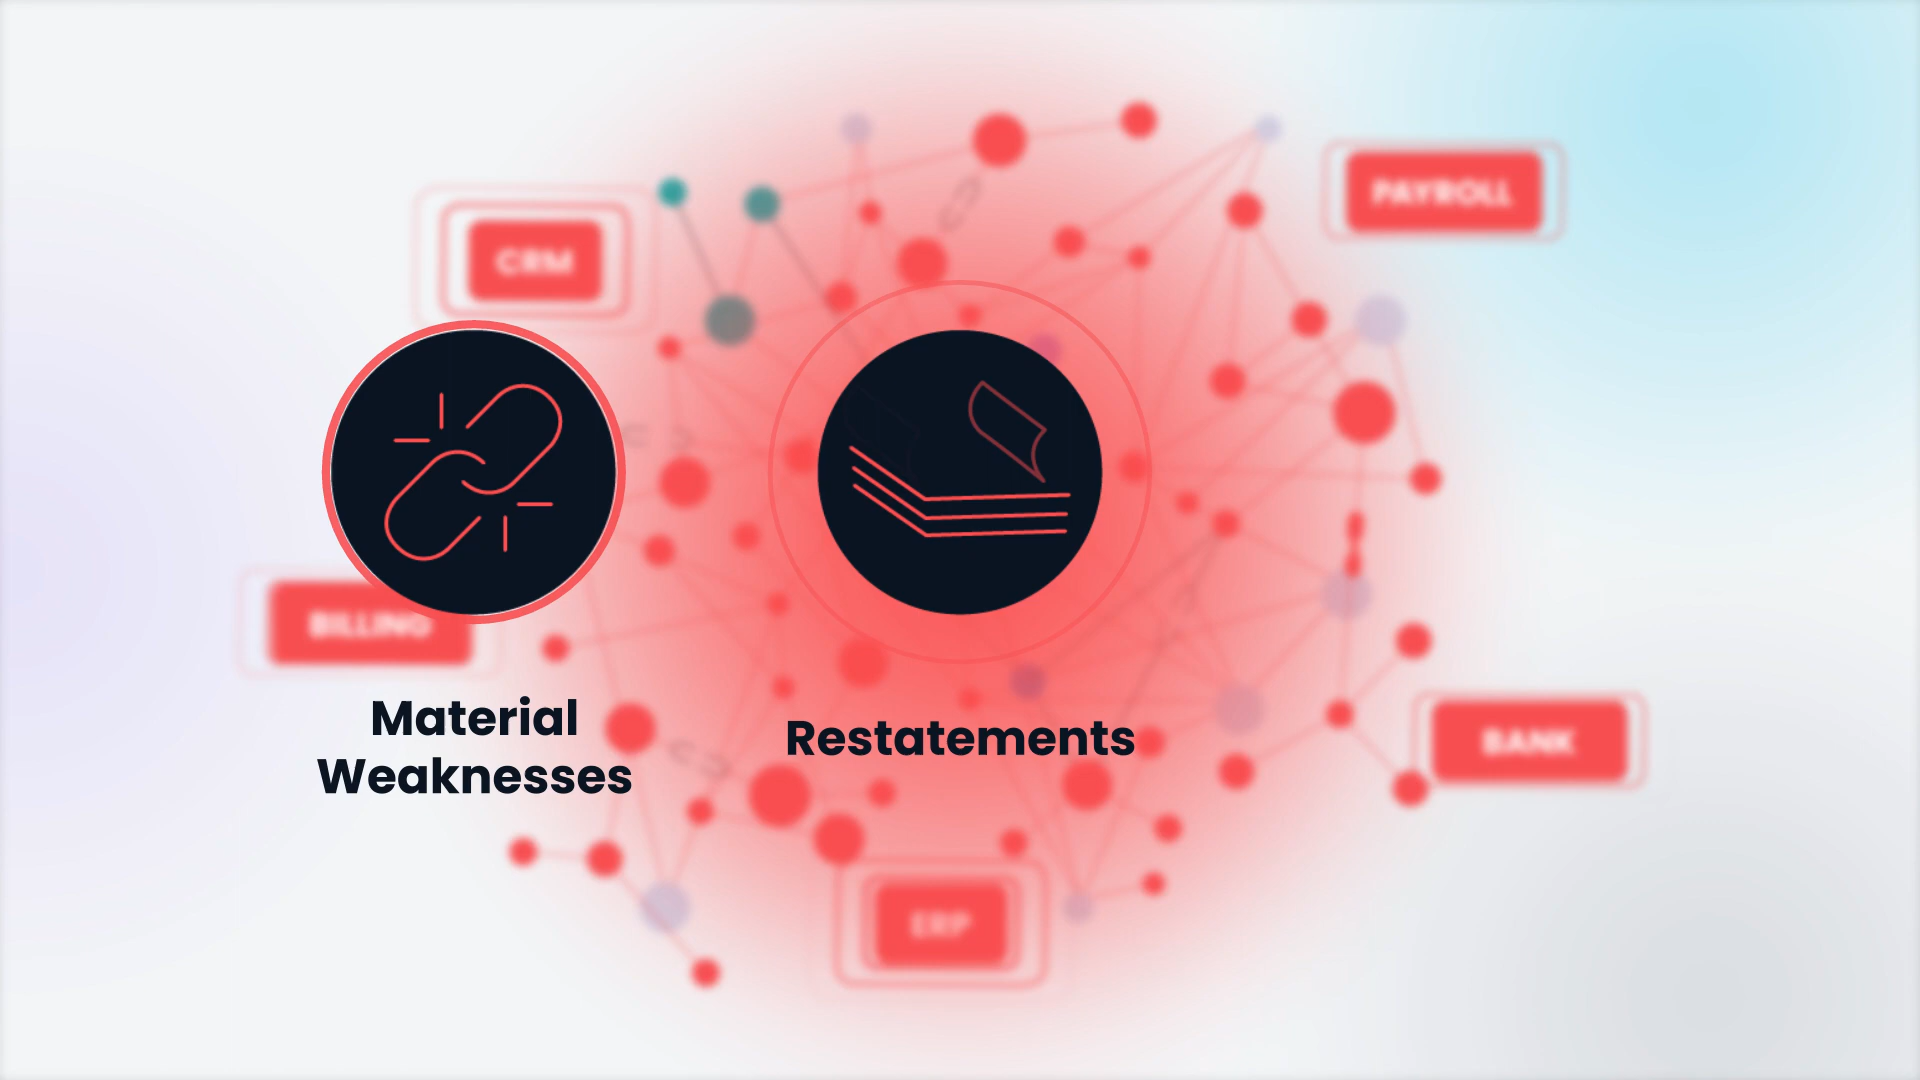 PAYROLL
CRM
BILLING
Material
Weaknesses
Restatements
BANK
ERP